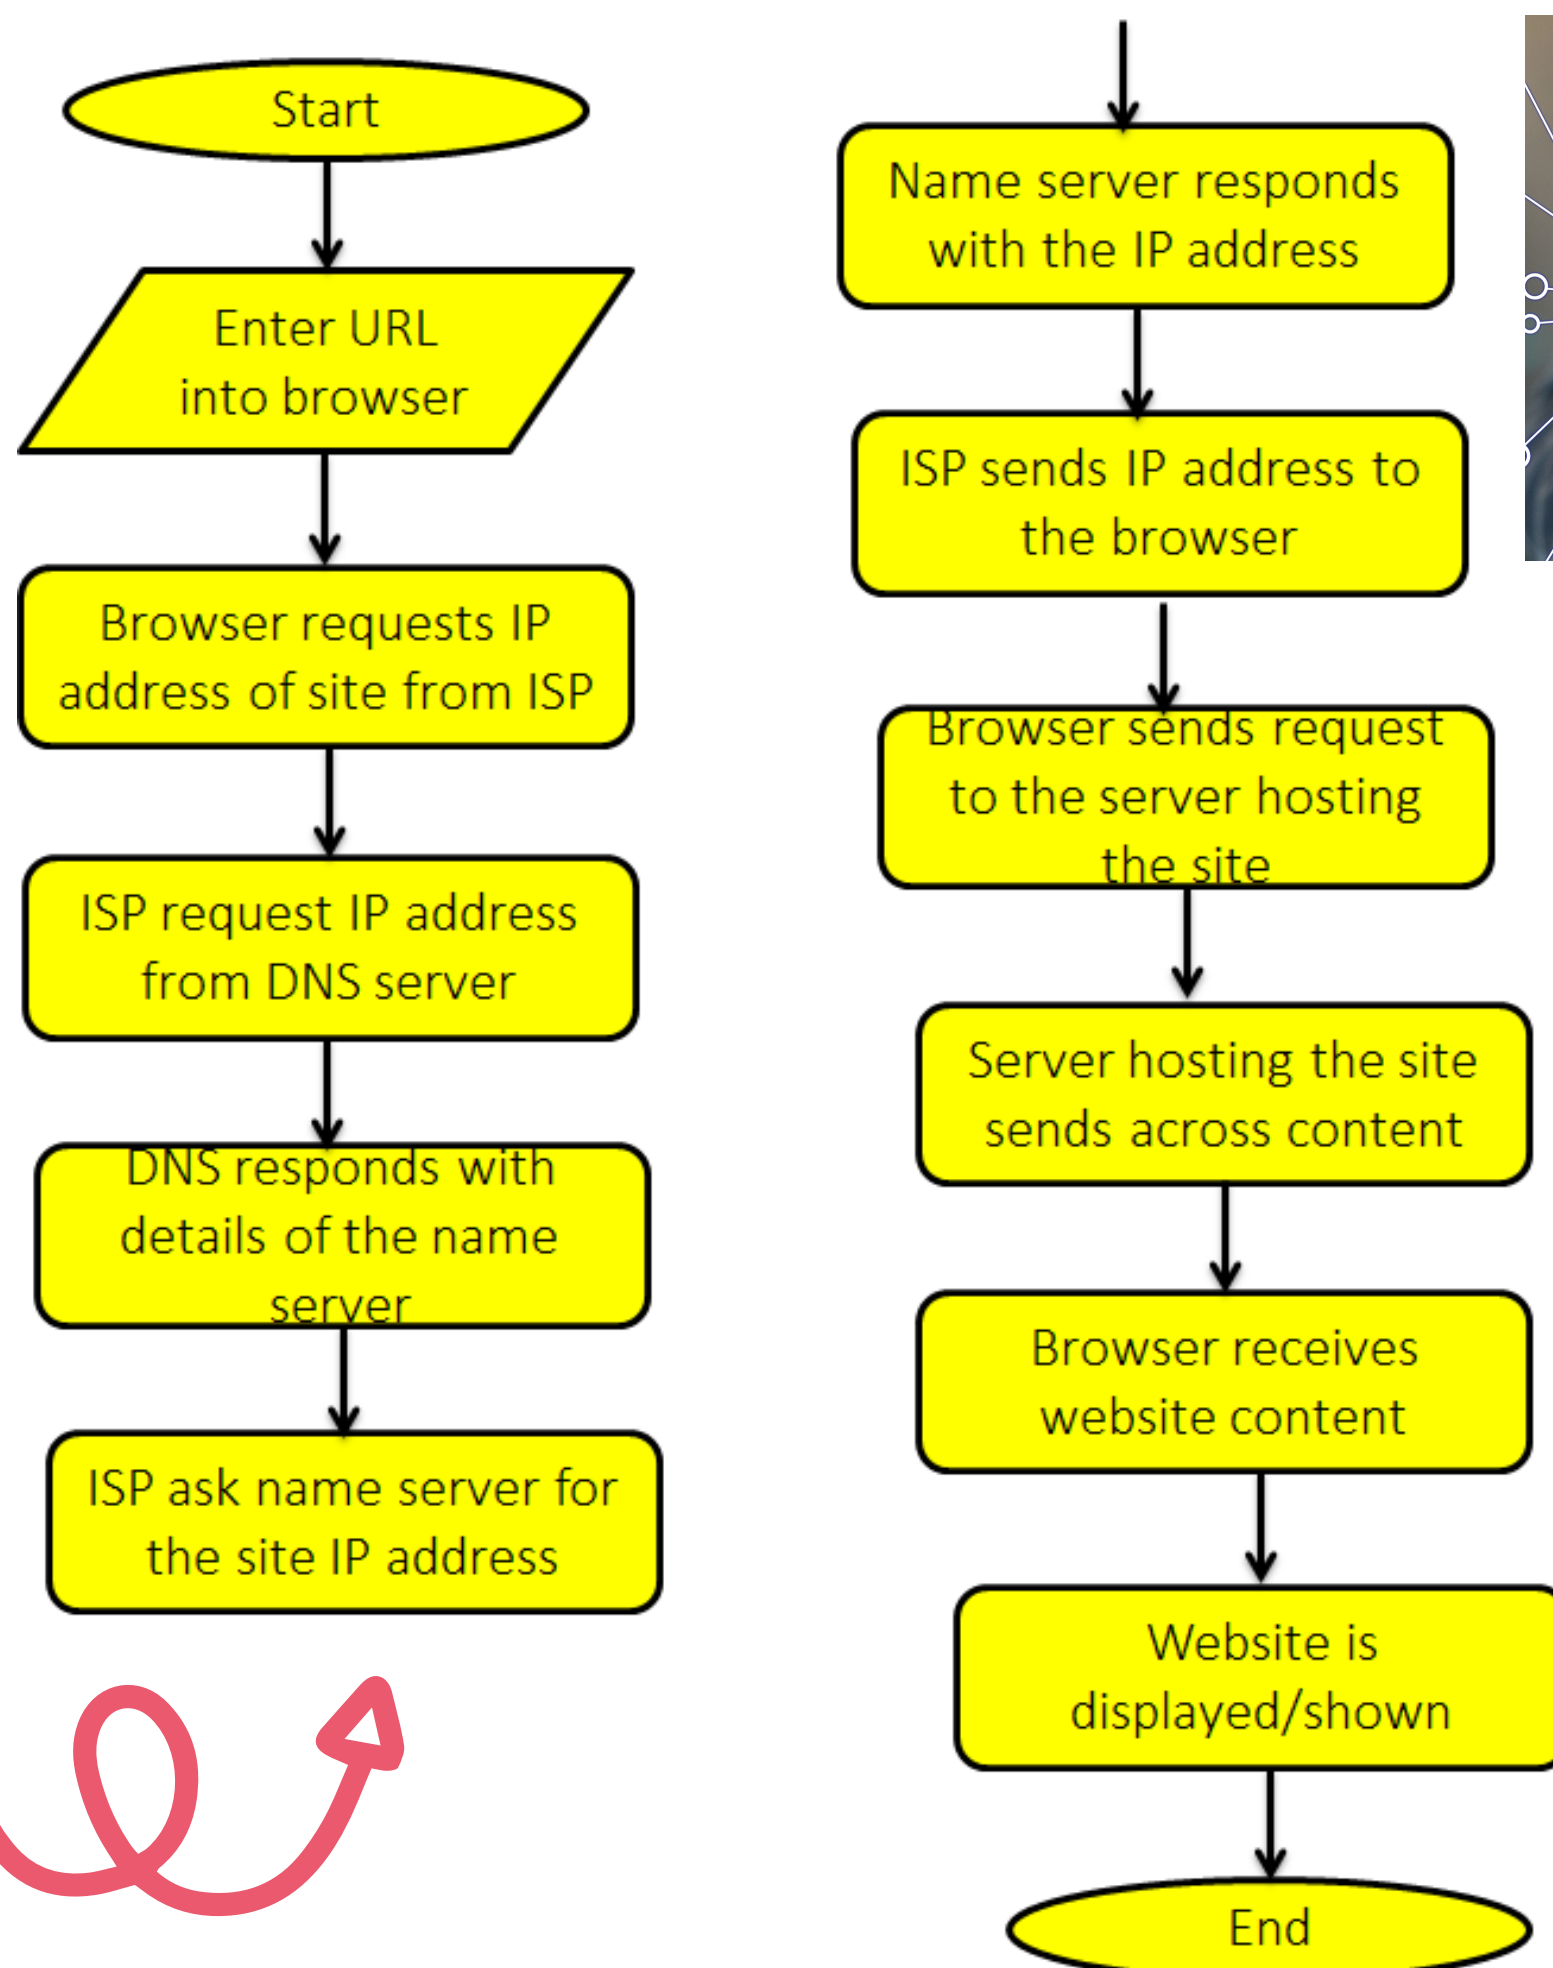 Start
Enter URL
into browser
Browser requests IP
address of site from ISP
ISP request IP address
from DNS server
DNS responds with
details of the name
server
ISP ask name server for
the site IP address
Name server responds
with the IP address
ISP sends IP address to
the browser
Browser sends request
to the server hosting
the site
Server hosting the site
sends across content
Browser receives
website content
Website is
displayed/shown
End